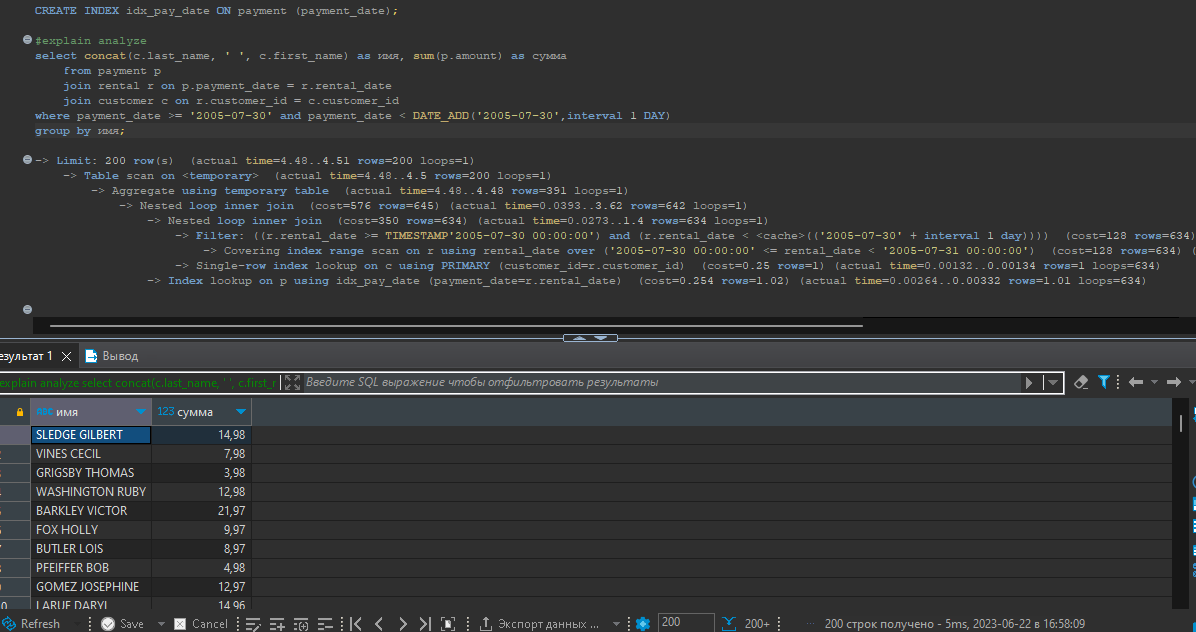 CREATE INDEX idx_pay_date ON payment (payment_date);
#explain analyze
select concat(c.last_name, ' ', c.first_name) as имя, sum(p.amount) as сумма
from payment p
join rental r on p.payment_date = r.rental_date
join customer c on r.customer_id = c.customer_id
where payment_date >= '2005-07-30' and payment_date < DATE_ADD('2005-07-30',interval 1 DAY)
group by имя;
-> Limit: 200 row(s) (actual time=4.48..4.51 rows=200 loops=1)
-> Table scan on <temporary> (actual time=4.48..4.5 rows=200 loops=1)
-> Aggregate using temporary table (actual time=4.48..4.48 rows=391 loops=1)
-> Nested loop inner join (cost=576 rows=645) (actual time=0.0393..3.62 rows=642 loops=1)
-> Nested loop inner join (cost=350 rows=634) (actual time=0.0273..1.4 rows=634 loops=1)
-> Filter: ((r.rental_date >= TIMESTAMP'2005-07-30 00:00:00') and (r.rental_date < <cache>(('2005-07-30' + interval 1 day)))) (cost=128 rows=634)
-> Covering index range scan on r using rental_date over ('2005-07-30 00:00:00' <= rental_date < '2005-07-31 00:00:00') (cost=128 rows=634) (
-> Single-row index lookup on c using PRIMARY (customer_id=r.customer_id) (cost=0.25 rows=1) (actual time=0.00132..0.00134 rows=1 loops=634)
-> Index lookup on p using idx_pay_date (payment_date=r.rental_date) (cost=0.254 rows=1.02) (actual time=0.00264..0.00332 rows=1.01 loops=634)
езультат 1 Вывод
explain analyze select concat(c.last_name, ' ', c.first_n Введите SQL выражение чтобы отфильтровать результаты
имя 123 сумма
SLEDGE GILBERT 14,98
VINES CECIL 7,98
GRIGSBY THOMAS 3,98
WASHINGTON RUBY 12,98
BARKLEY VICTOR 21,97
FOX HOLLY 9,97
BUTLER LOIS 8,97
PFEIFFER BOB 4,98
GOMEZ JOSEPHINE 12,97
LARUE DARYL 14,96
Refresh Save Cancel Экспорт данных ... 200 200+ 200 строк получено - 5ms, 2023-06-22 в 16:58:09